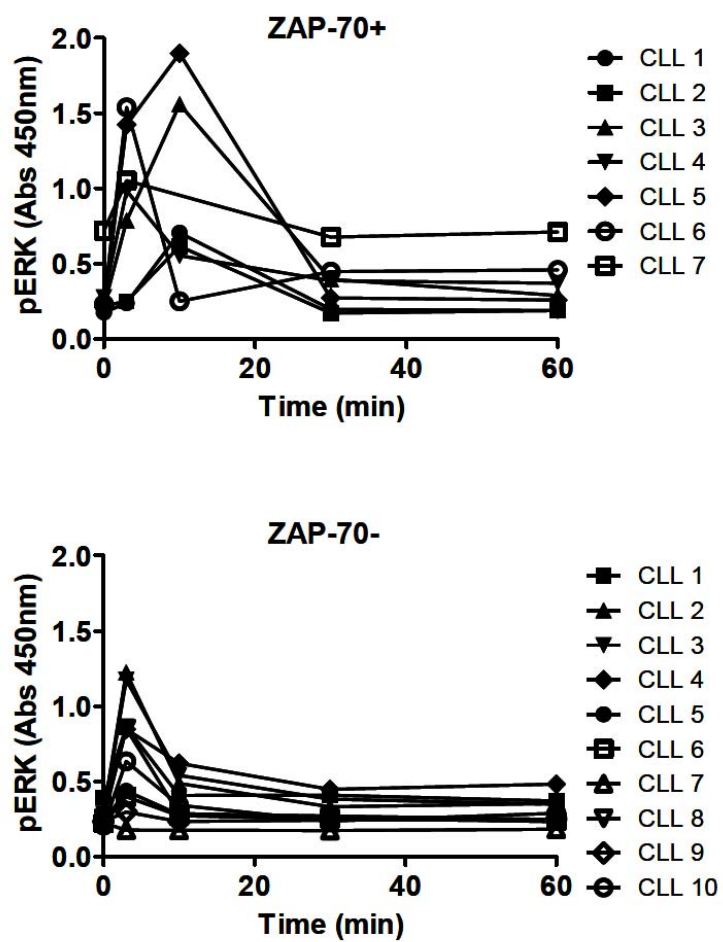 ZAP-70+
pERK (Abs 450nm)
2.0
1.5
1.0
0.5
0.0
0
20
40
60
Time (min)
CLL 1
CLL 2
CLL 3
CLL 4
CLL 5
CLL 6
CLL 7
ZAP-70-
pERK (Abs 450nm)
2.0
1.5
1.0
0.5
0.0
0
20
40
60
Time (min)
CLL 1
CLL 2
CLL 3
CLL 4
CLL 5
CLL 6
CLL 7
CLL 8
CLL 9
CLL 10